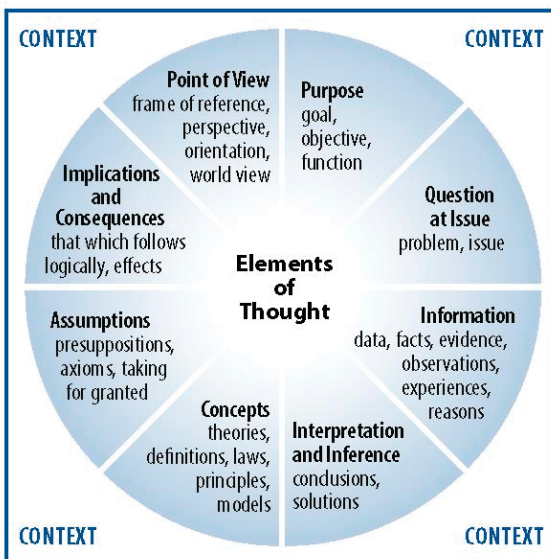 CONTEXT
CONTEXT
Point of View
frame of reference,
perspective,
orientation,
world view
Purpose
goal,
objective,
function
Question
at Issue
problem, issue
Information
data, facts, evidence,
observations,
experiences,
reasons
Interpretation
and Inference
conclusions,
solutions
Concepts
theories,
definitions, laws,
principles,
models
Assumptions
presuppositions,
axioms, taking
for granted
Implications
and
Consequences
that which follows
logically, effects
Elements
of
Thought
CONTEXT
CONTEXT